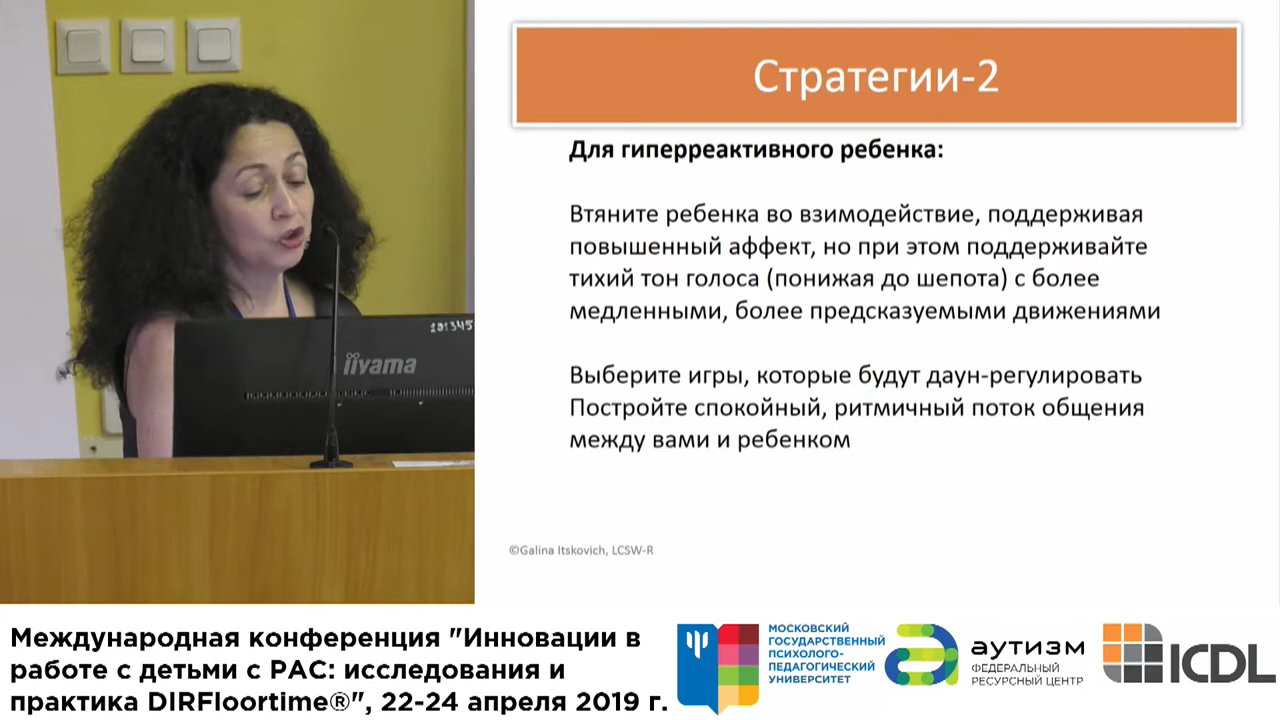 Стратегии-2
Для гиперреактивного ребенка:
Втяните ребенка во взимодействие, поддерживая
повышенный аффект, но при этом поддерживайте
тихий тон голоса (понижая до шепота) с более
медленными, более предсказуемыми движениями
Выберите игры, которые будут даун-регулировать
Постройте спокойный, ритмичный поток общения
между вами и ребенком
©Galina Itskovich, LCSW-R
101345
iiyama
Международная конференция "Инновации в
работе с детьми с РАС: исследования и
практика DIRFloortime®", 22-24 апреля 2019 г.
МОСКОВСКИЙ
ГОСУДАРСТВЕННЫЙ
ПСИХОЛОГО-
ПЕДАГОГИЧЕСКИЙ
УНИВЕРСИТЕТ
аутизм
ФЕДЕРАЛЬНЫЙ
РЕСУРСНЫЙ ЦЕНТР
ICDL